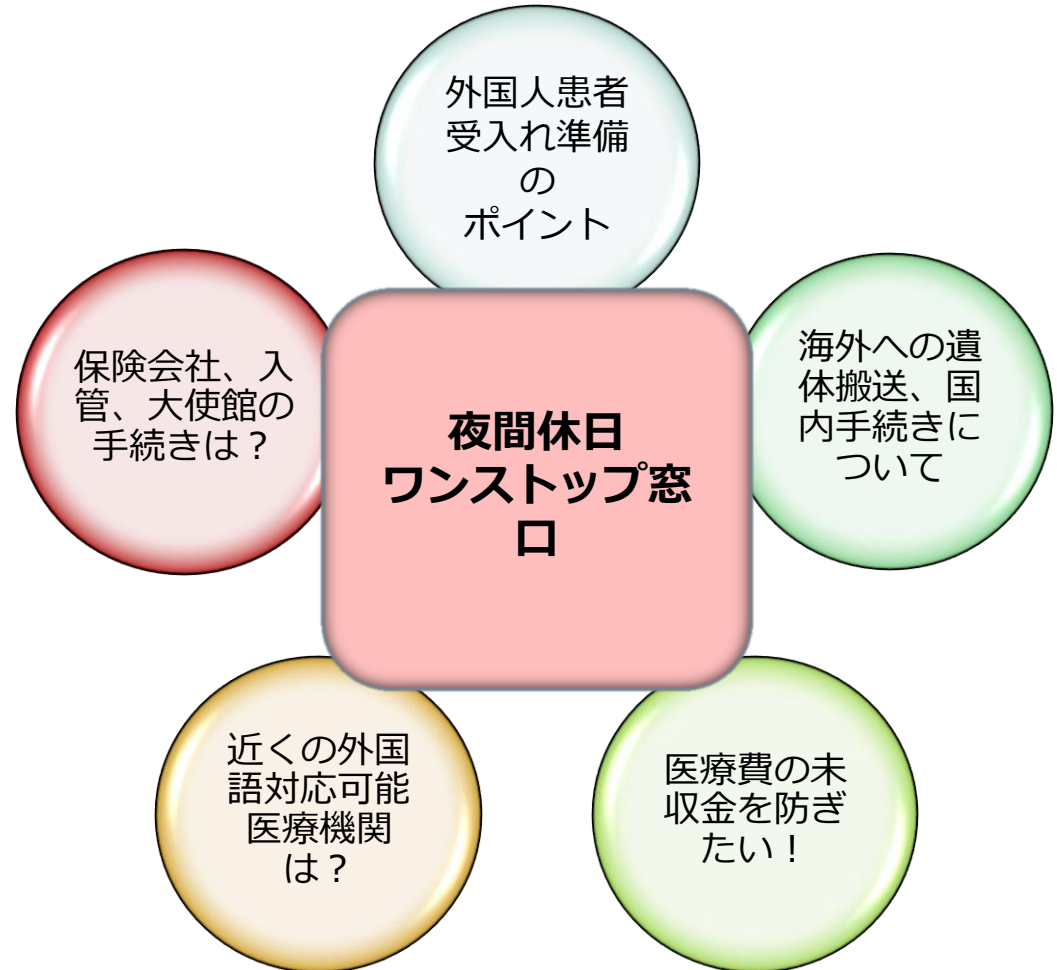 外国人患者
受入れ準備
の
ポイント
保険会社、入
管、大使館の
手続きは？
夜間休日
ワンストップ窓
口
海外への遺
体搬送、国
内手続きに
ついて
近くの外国
語対応可能
医療機関
は？
医療費の未
収金を防ぎ
たい！